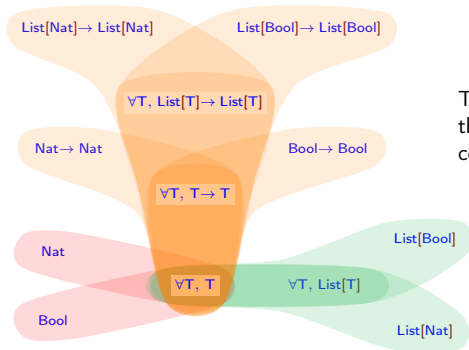 List[Nat]→ List[Nat]
List[Bool]→ List[Bool]
∀T, List[T]→ List[T]
Nat→ Nat
Bool→ Bool
∀T, T→ T
Nat
List[Bool]
∀T, T
∀T, List[T]
Bool
List[Nat]